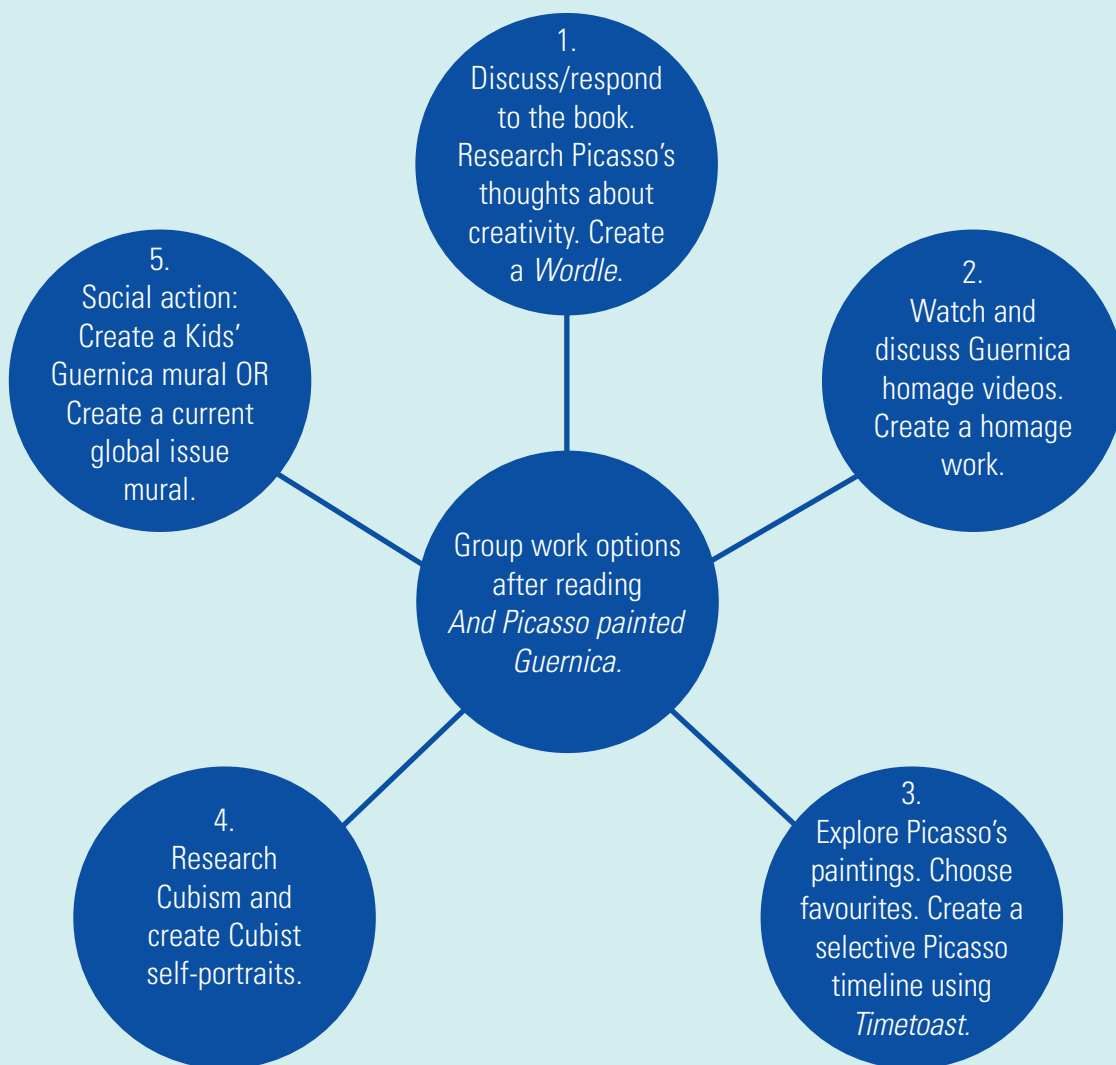 1.
Discuss/respond
to the book.
Research Picasso’s
thoughts about
creativity. Create
a Wordle.
2.
Watch and
discuss Guernica
homage videos.
Create a homage
work.
3.
Explore Picasso’s
paintings. Choose
favourites. Create a
selective Picasso
timeline using
Timetoast.
4.
Research
Cubism and
create Cubist
self-portraits.
5.
Social action:
Create a Kids’
Guernica mural OR
Create a current
global issue
mural.
Group work options
after reading
And Picasso painted
Guernica.